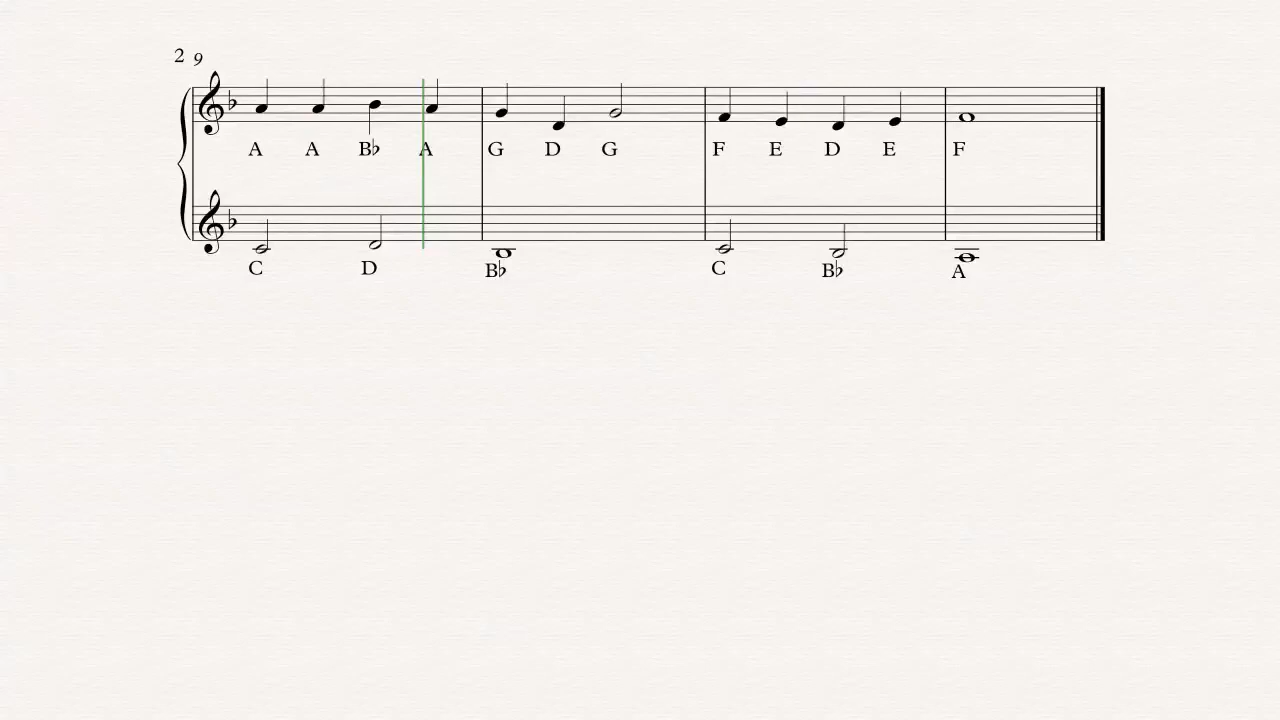 2 9
A A B♭ A G D G F E D E F
C D B♭ C B♭ A